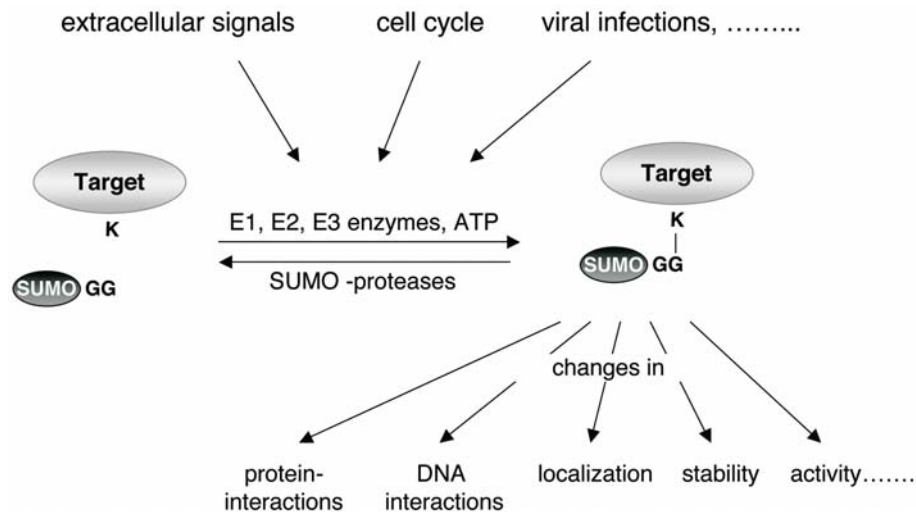 extracellular signals cell cycle viral infections, ……...
Target
Target
K
E1, E2, E3 enzymes, ATP
K
SUMO GG
SUMO -proteases
SUMO GG
changes in
protein- DNA localization stability activity…….
interactions interactions